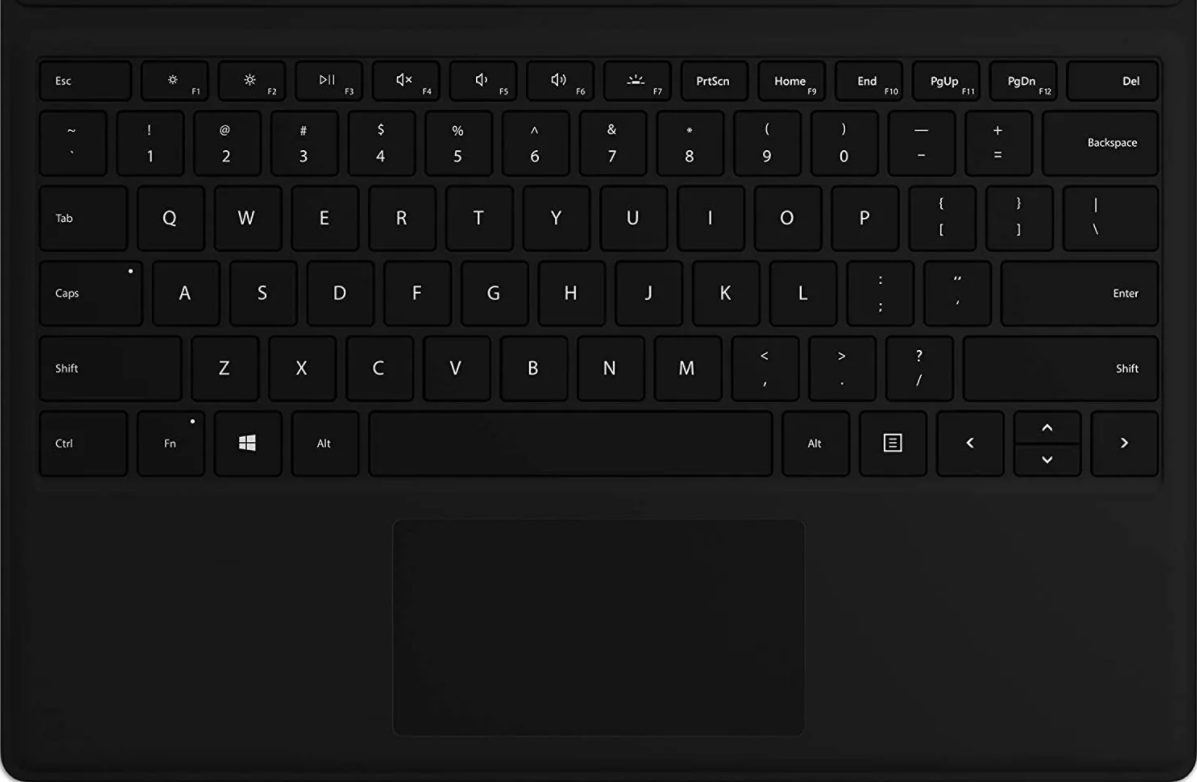 Esc F1 F2 F3 F4 F5 F6 F7 PrtScn Home F9 End F10 PgUp F11 PgDn F12 Del
~ ! @ # $ % ^ & * ( ) — +
` 1 2 3 4 5 6 7 8 9 0 - = Backspace
Tab Q W E R T Y U I O P { [ } ] | \
Caps A S D F G H J K L : ; “ ‘ Enter
Shift Z X C V B N M < , > . ? / Shift
Ctrl Fn Alt Alt < ^ v >